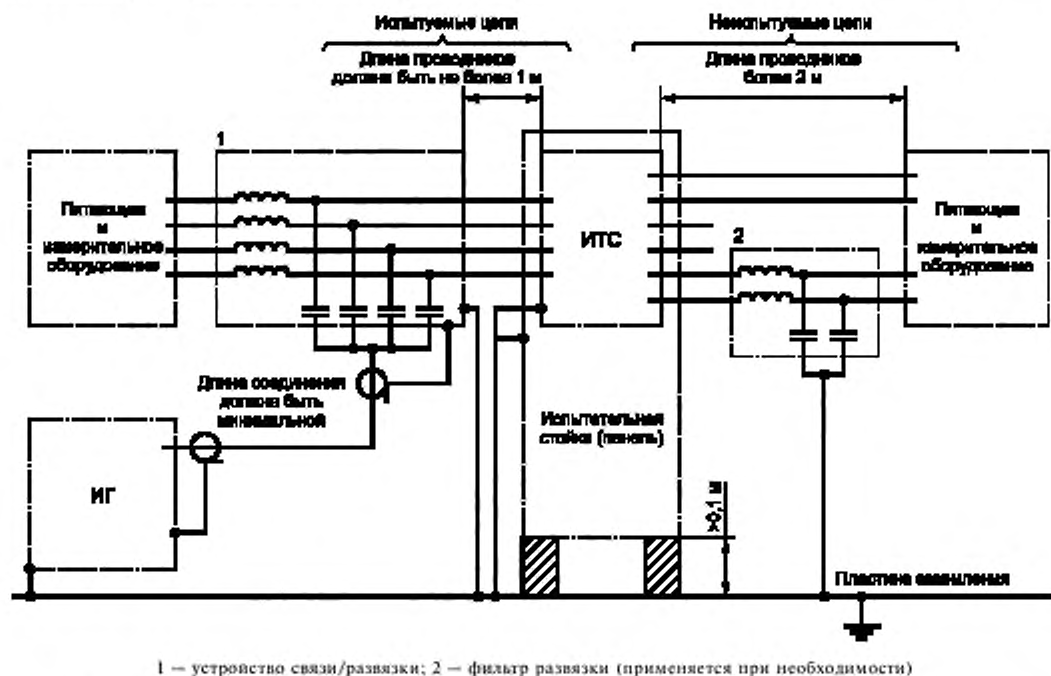 Испытуемые цепи
Неиспытуемые цепи
Длина проводников
должна быть не более 1 м
Длина проводников
более 2 м
1
Питающее
и
измерительное
оборудование
ИТС
2
Питающее
и
измерительное
оборудование
Длина соединения
должна быть
минимальной
ИГ
Испытательная
стойка (панель)
>0,1 м
Пластина заземления
1 — устройство связи/развязки; 2 — фильтр развязки (применяется при необходимости)